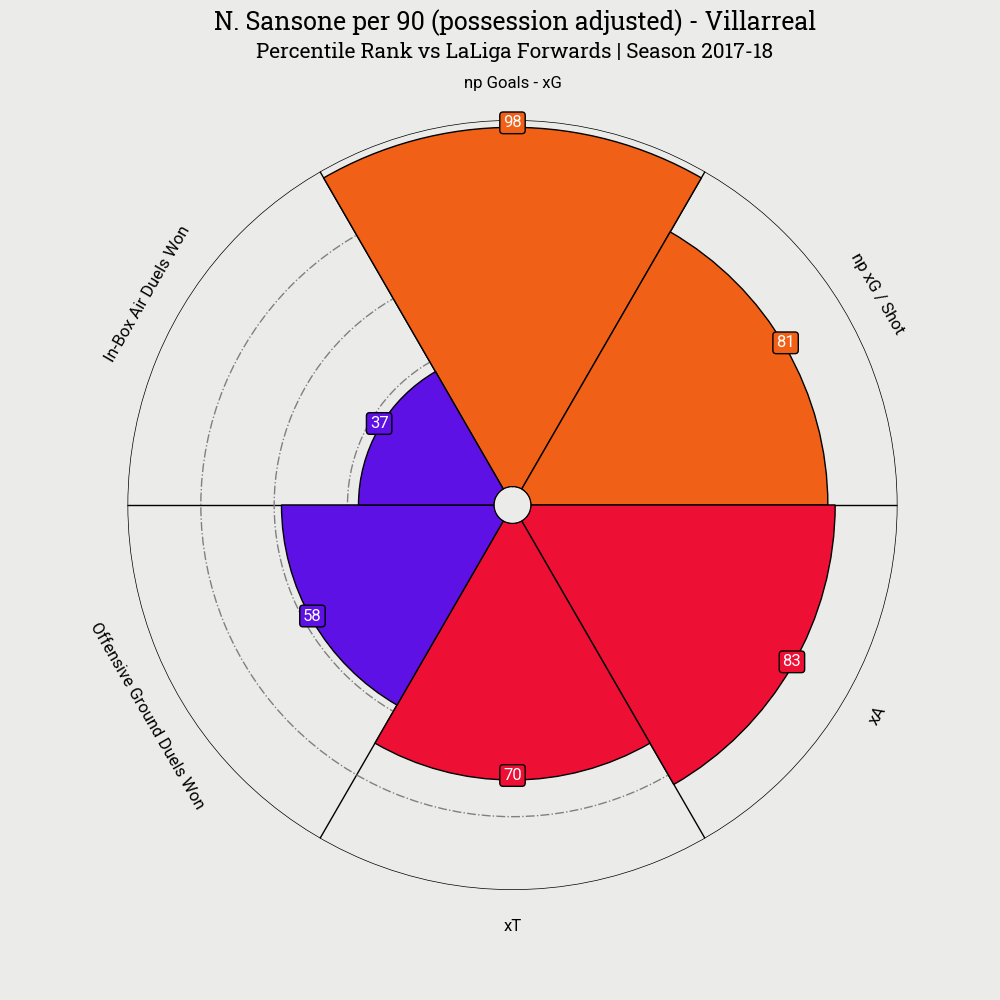 N. Sansone per 90 (possession adjusted) - Villarreal
Percentile Rank vs LaLiga Forwards | Season 2017-18
np Goals - xG
98
np xG / Shot
81
In-Box Air Duels Won
37
Offensive Ground Duels Won
58
xA
83
70
xT